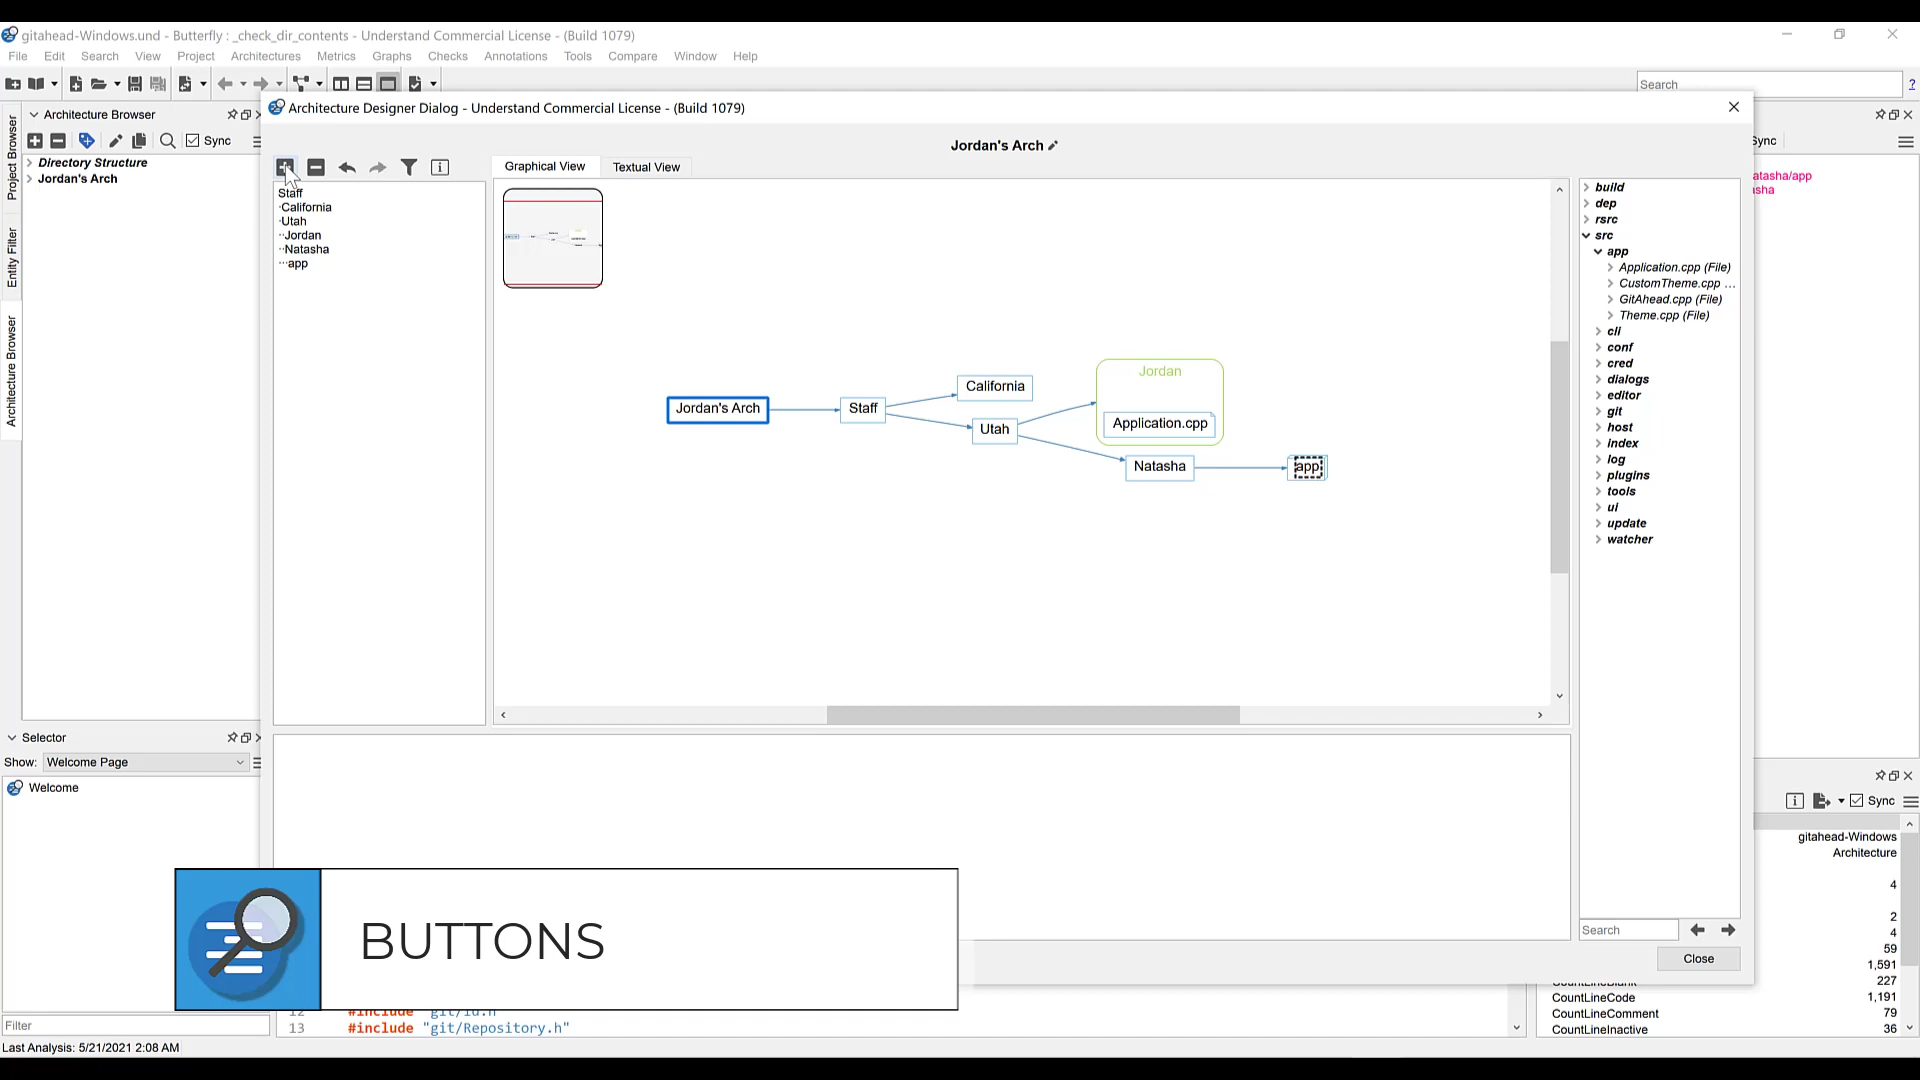 gitahead-Windows.und - Butterfly : _check_dir_contents - Understand Commercial License - (Build 1079)
File Edit Search View Project Architectures Metrics Graphs Checks Annotations Tools Compare Window Help
Search
?
Architecture Browser
Sync
Directory Structure
Jordan's Arch
Project Browser
Entity Filter
Architecture Browser
Architecture Designer Dialog - Understand Commercial License - (Build 1079)
Jordan's Arch
Graphical View
Textual View
Staff
California
Utah
Jordan
Natasha
app
Jordan's Arch
Staff
California
Utah
Jordan
Application.cpp
Natasha
app
build
dep
rsrc
src
app
Application.cpp (File)
CustomTheme.cpp ...
GitAhead.cpp (File)
Theme.cpp (File)
cli
conf
cred
dialogs
editor
git
host
index
log
plugins
tools
ui
update
watcher
Search
Close
Selector
Show: Welcome Page
Welcome
Filter
Last Analysis: 5/21/2021 2:08 AM
BUTTONS
12 #include "git/Id.h"
13 #include "git/Repository.h"
Sync
gitahead-Windows
Architecture
4
2
4
59
1,591
227
CountLineCode 1,191
CountLineComment 79
CountLineInactive 36